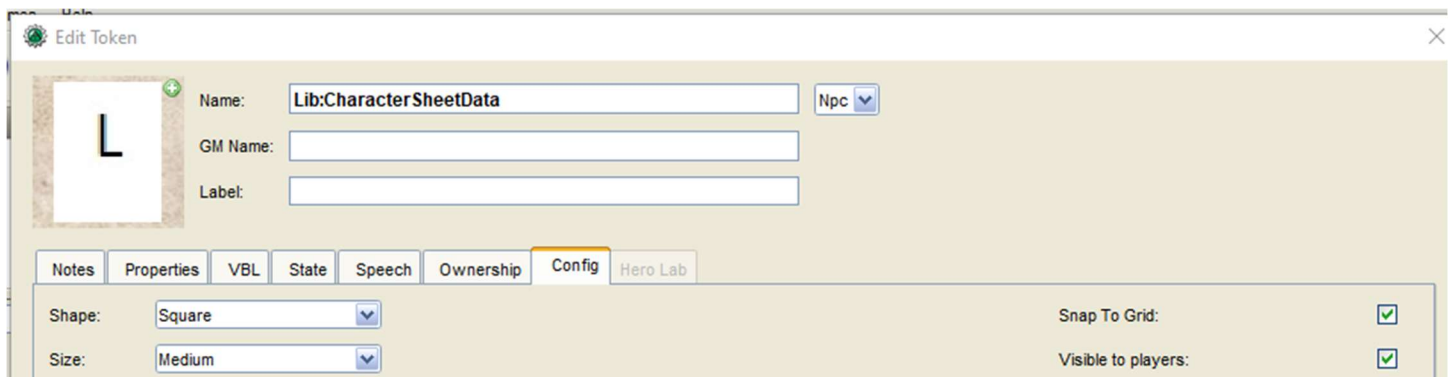 Help
Edit Token
L
Name: Lib:CharacterSheetData Npc
GM Name:
Label:
Notes Properties VBL State Speech Ownership Config Hero Lab
Shape: Square Snap To Grid:
Size: Medium Visible to players: